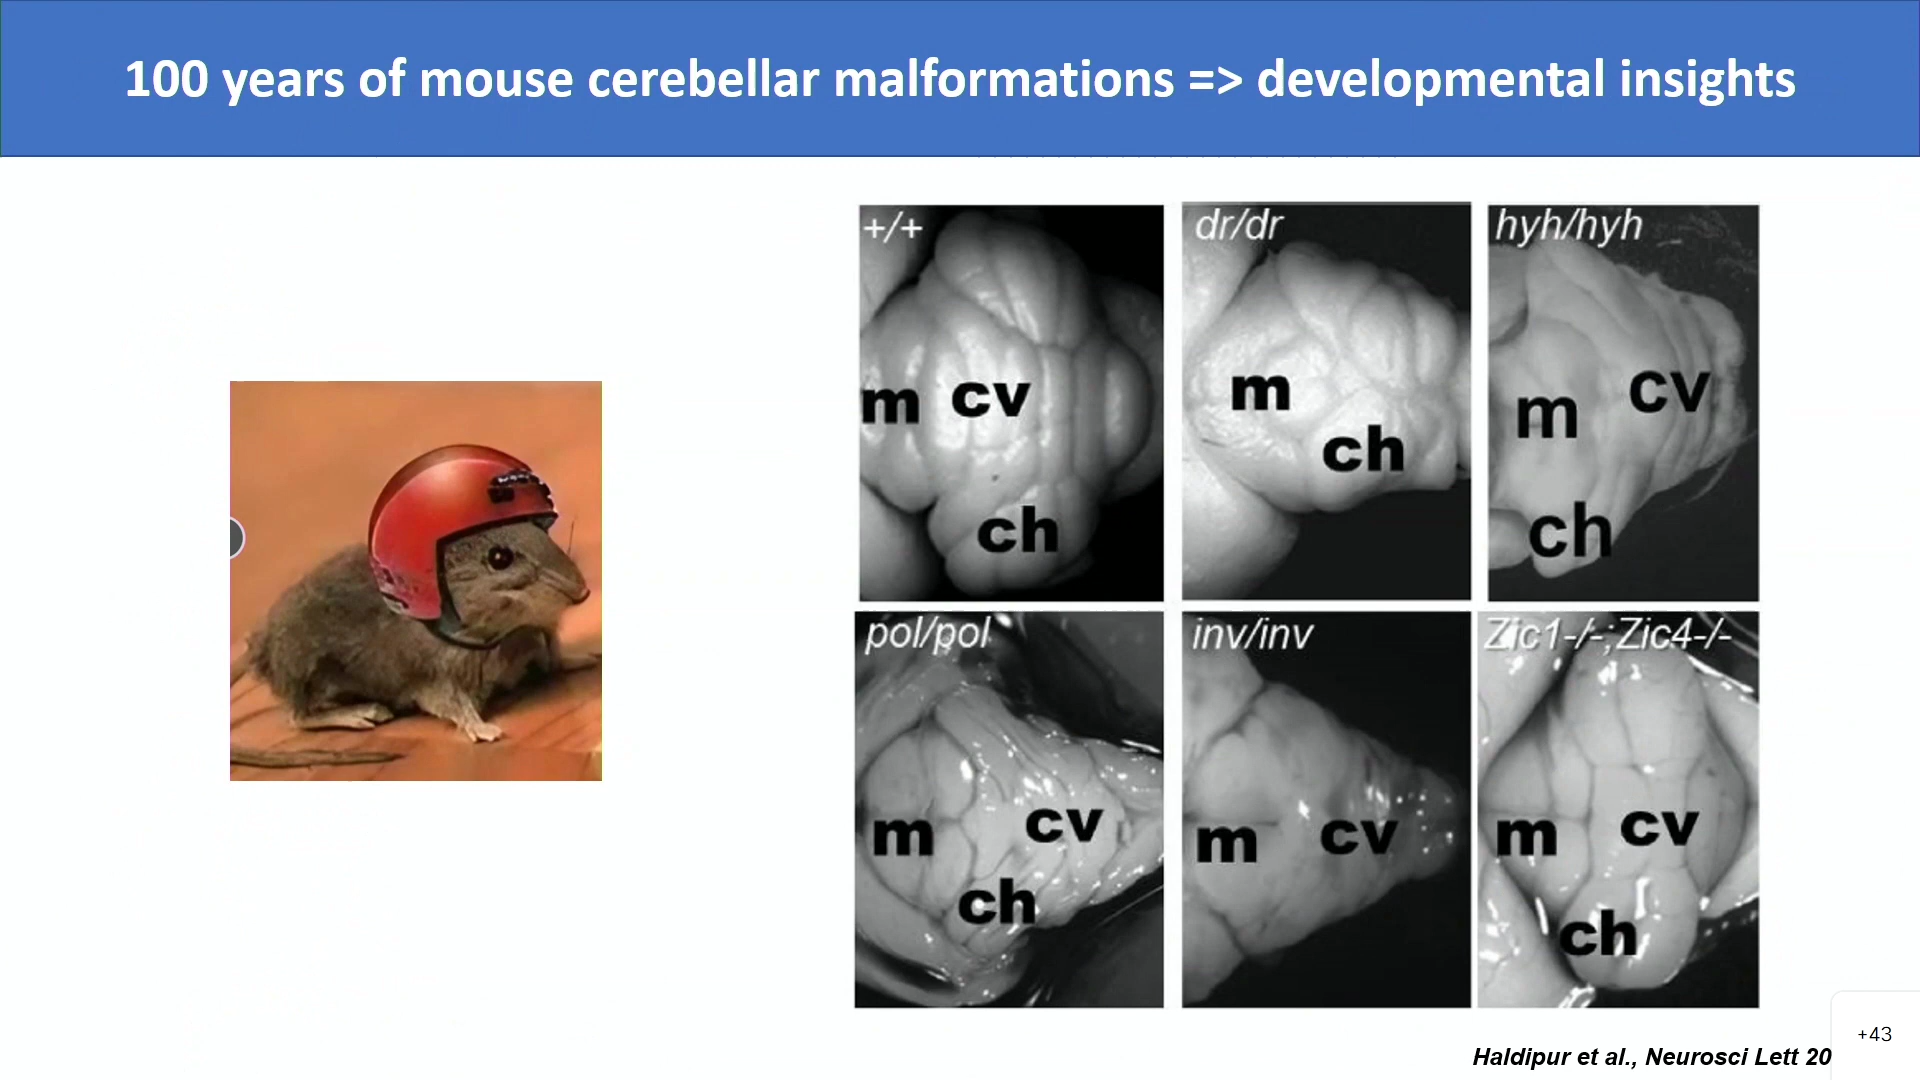 100 years of mouse cerebellar malformations => developmental insights
+/+
m cv
ch
dr/dr
m
ch
hyh/hyh
m cv
ch
pol/pol
m cv
ch
inv/inv
m cv
Zic1-/-;Zic4-/-
m cv
ch
Haldipur et al., Neurosci Lett 20
+43